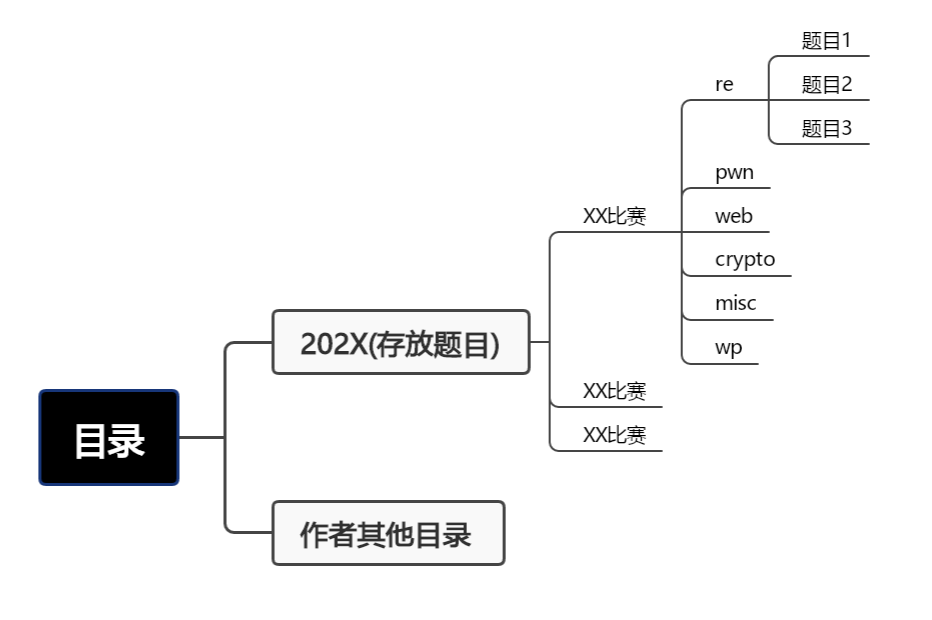 目录
202X(存放题目)
XX比赛
re
题目1
题目2
题目3
pwn
web
crypto
misc
wp
XX比赛
XX比赛
作者其他目录